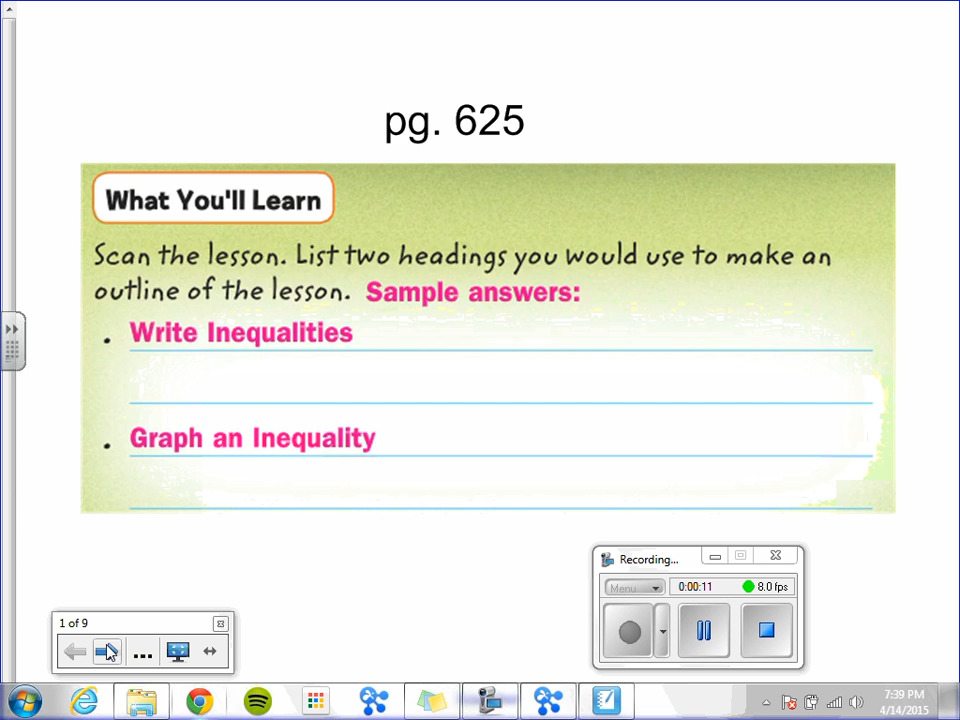 pg. 625
What You'll Learn
Scan the lesson. List two headings you would use to make an
outline of the lesson. Sample answers:
. Write Inequalities
. Graph an Inequality
Recording...
Menu
0:00:11
8.0 fps
1 of 9
...
7:39 PM
4/14/2015